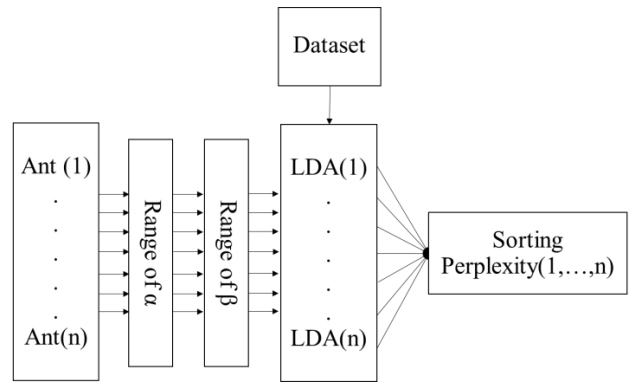 Dataset
Ant (1)
.
.
.
.
.
Ant(n)
Range of α
Range of β
LDA(1)
.
.
.
.
LDA(n)
Sorting
Perplexity(1,...,n)